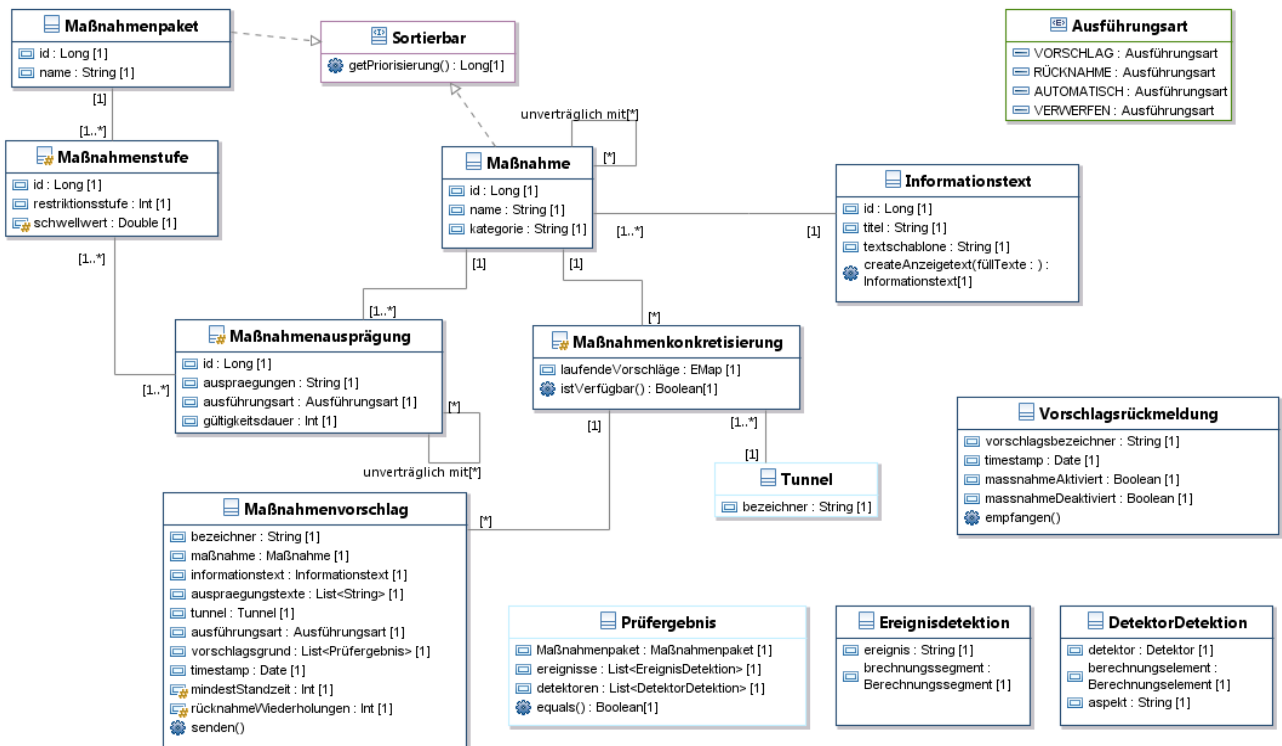 Maßnahmenpaket
id : Long [1]
name : String [1]
Sortierbar
getPriorisierung() : Long[1]
Ausführungsart
VORSCHLAG : Ausführungsart
RÜCKNAHME : Ausführungsart
AUTOMATISCH : Ausführungsart
VERWERFEN : Ausführungsart
[1]
[1..*]
unverträglich mit[*]
[*]
Maßnahmenstufe
id : Long [1]
restriktionsstufe : Int [1]
schwellwert : Double [1]
Maßnahme
id : Long [1]
name : String [1]
kategorie : String [1]
Informationstext
id : Long [1]
titel : String [1]
textschablone : String [1]
createAnzeigetext(füllTexte : ) :
Informationstext[1]
[1..*]
[1]
[1..*]
[1]
[1]
[1..*]
[*]
Maßnahmenausprägung
id : Long [1]
auspraegungen : String [1]
ausführungsart : Ausführungsart [1]
gültigkeitsdauer : Int [1]
[1..*]
[*]
unverträglich mit[*]
Maßnahmenkonkretisierung
laufendeVorschläge : EMap [1]
istVerfügbar() : Boolean[1]
[1]
[1..*]
[1]
[*]
Tunnel
bezeichner : String [1]
Vorschlagsrückmeldung
vorschlagsbezeichner : String [1]
timestamp : Date [1]
massnahmeAktiviert : Boolean [1]
massnahmeDeaktiviert : Boolean [1]
empfangen()
Maßnahmenvorschlag
bezeichner : String [1]
maßnahme : Maßnahme [1]
informationstext : Informationstext [1]
auspraegungstexte : List<String> [1]
tunnel : Tunnel [1]
ausführungsart : Ausführungsart [1]
vorschlagsgrund : List<Prüfergebnis> [1]
timestamp : Date [1]
mindestStandzeit : Int [1]
rücknahmeWiederholungen : Int [1]
senden()
Prüfergebnis
Maßnahmenpaket : Maßnahmenpaket [1]
ereignisse : List<EreignisDetektion> [1]
detektoren : List<DetektorDetektion> [1]
equals() : Boolean[1]
Ereignisdetektion
ereignis : String [1]
brechnungssegment :
Berechnungssegment [1]
DetektorDetektion
detektor : Detektor [1]
berechnungselement :
Berechnungselement [1]
aspekt : String [1]